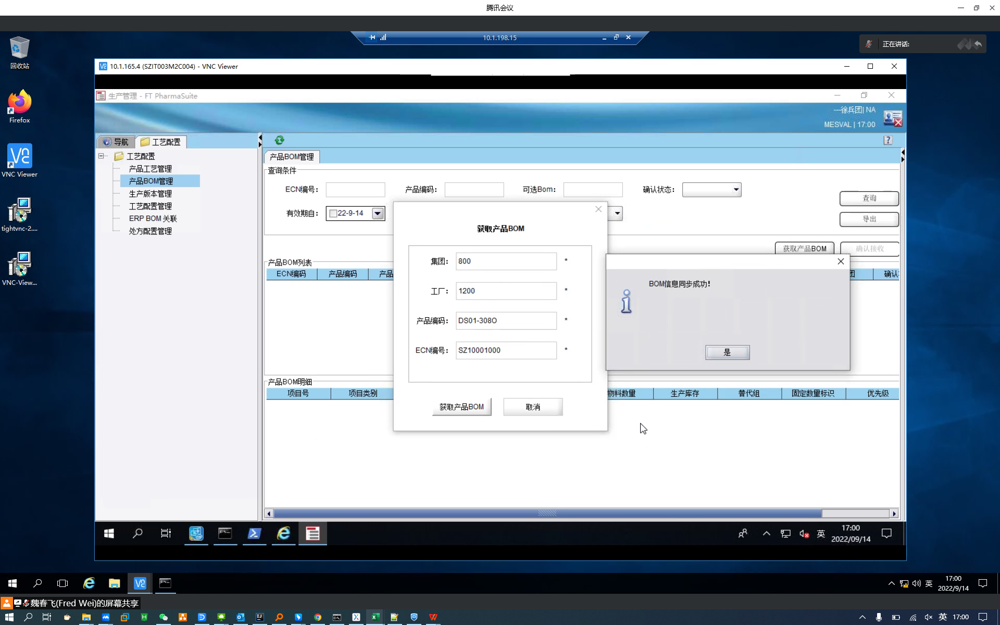 腾讯会议
10.1.198.15
正在讲话:
回收站
Firefox
VNC Viewer
tightvnc-2....
VNC-View...
10.1.165.4 (SZIT003M2C004) - VNC Viewer
生产管理 - FT PharmaSuite
一徐兵团| NA
MESVAL | 17:00
导航
工艺配置
工艺配置
产品工艺管理
产品BOM管理
生产版本管理
工艺配置管理
ERP BOM 关联
处方配置管理
产品BOM管理
查询条件
ECN编号:
产品编码:
可选Bom:
确认状态:
查询
有效期自:
22-9-14
导出
获取产品BOM
确认接收
产品BOM列表
ECN编码
产品编码
产品
团
确认
获取产品BOM
集团:
800
*
工厂:
1200
*
产品编码:
DS01-308O
*
ECN编号:
SZ10001000
*
获取产品BOM
取消
BOM信息同步成功!
是
产品BOM明细
项目号
项目类别
物料数量
生产库存
替代组
固定数量标识
优先级
英
17:00
2022/09/14
英
17:00
2022/9/14
魏春飞(Fred Wei)的屏幕共享
英
17:00